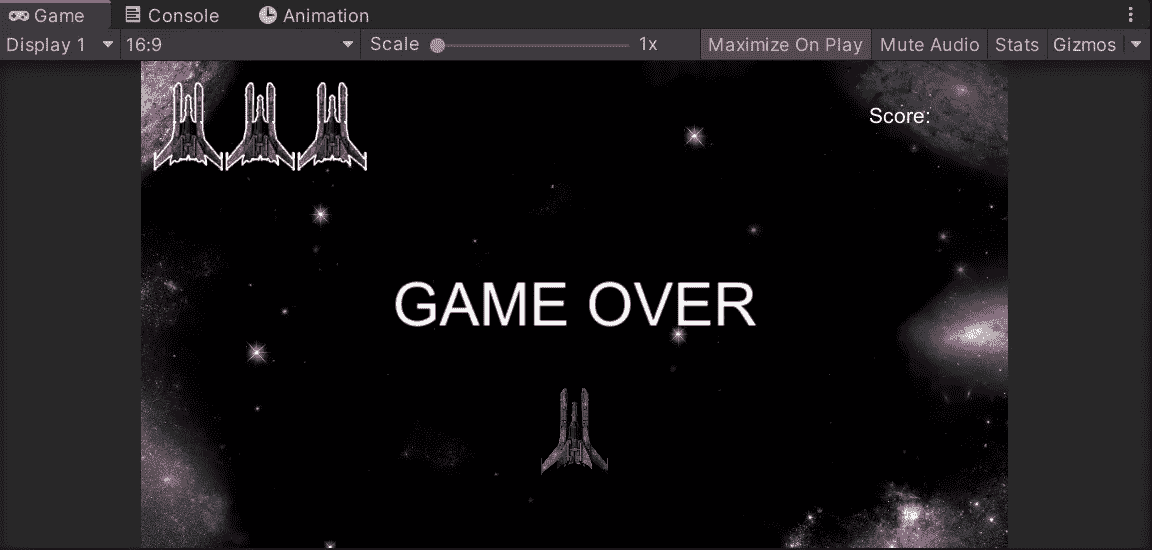 Game Console Animation
Display 1 16:9 Scale 1x Maximize On Play Mute Audio Stats Gizmos
Score:
GAME OVER